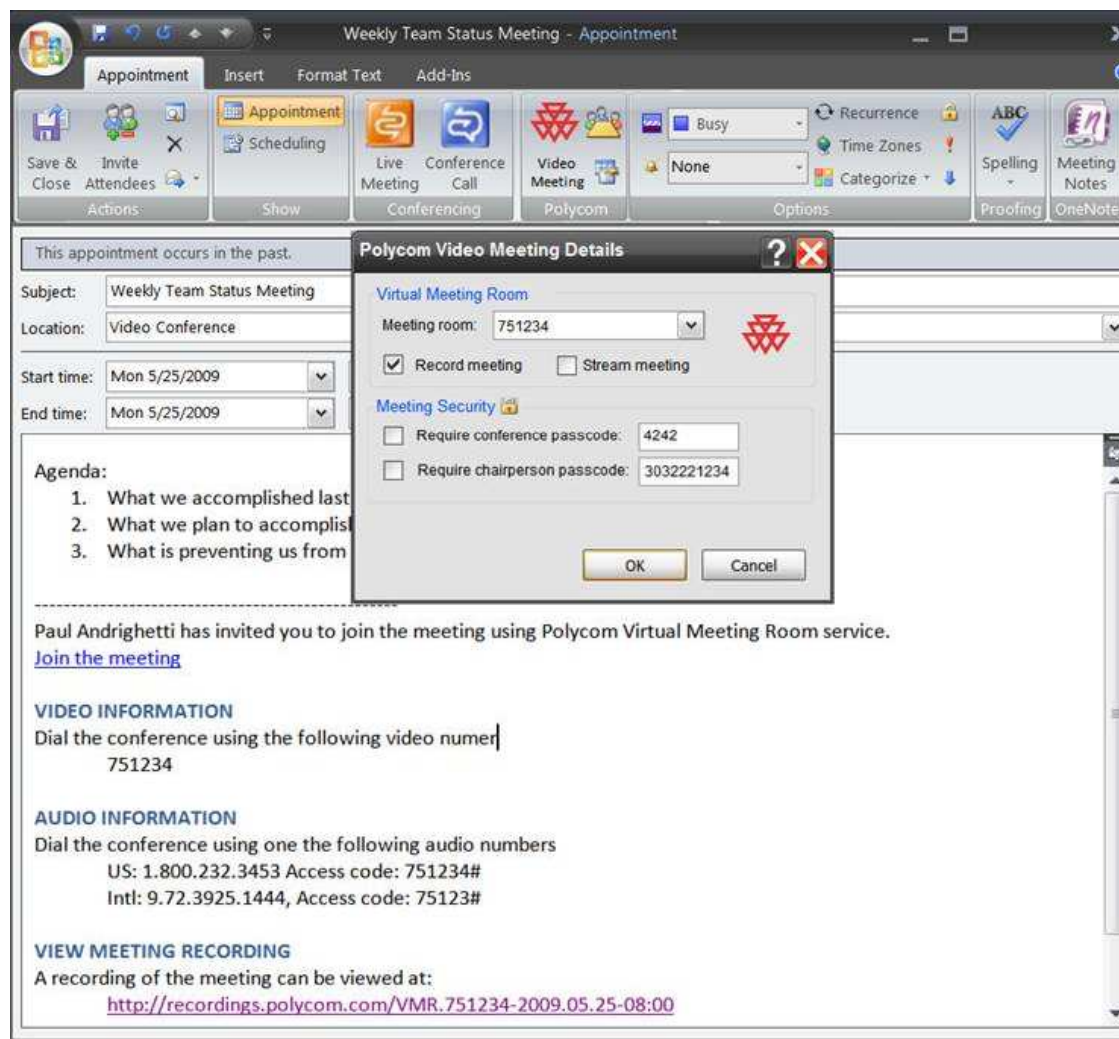 Weekly Team Status Meeting - Appointment
Appointment Insert Format Text Add-Ins
Save & Close
Invite Attendees
Actions
Appointment
Scheduling
Show
Live Meeting
Conference Call
Conferencing
Video Meeting
Polycom
Busy
None
Recurrence
Time Zones
Categorize
Options
ABC
Spelling
Proofing
Meeting Notes
OneNote
This appointment occurs in the past.
Subject: Weekly Team Status Meeting
Location: Video Conference
Start time: Mon 5/25/2009
End time: Mon 5/25/2009
Polycom Video Meeting Details
?
Virtual Meeting Room
Meeting room: 751234
Record meeting Stream meeting
Meeting Security
Require conference passcode: 4242
Require chairperson passcode: 3032221234
OK Cancel
Agenda:
1. What we accomplished last
2. What we plan to accomplish
3. What is preventing us from
--------------------------------------------------
Paul Andrighetti has invited you to join the meeting using Polycom Virtual Meeting Room service.
Join the meeting
VIDEO INFORMATION
Dial the conference using the following video numer
751234
AUDIO INFORMATION
Dial the conference using one the following audio numbers
US: 1.800.232.3453 Access code: 751234#
Intl: 9.72.3925.1444, Access code: 75123#
VIEW MEETING RECORDING
A recording of the meeting can be viewed at:
http://recordings.polycom.com/VMR.751234-2009.05.25-08:00